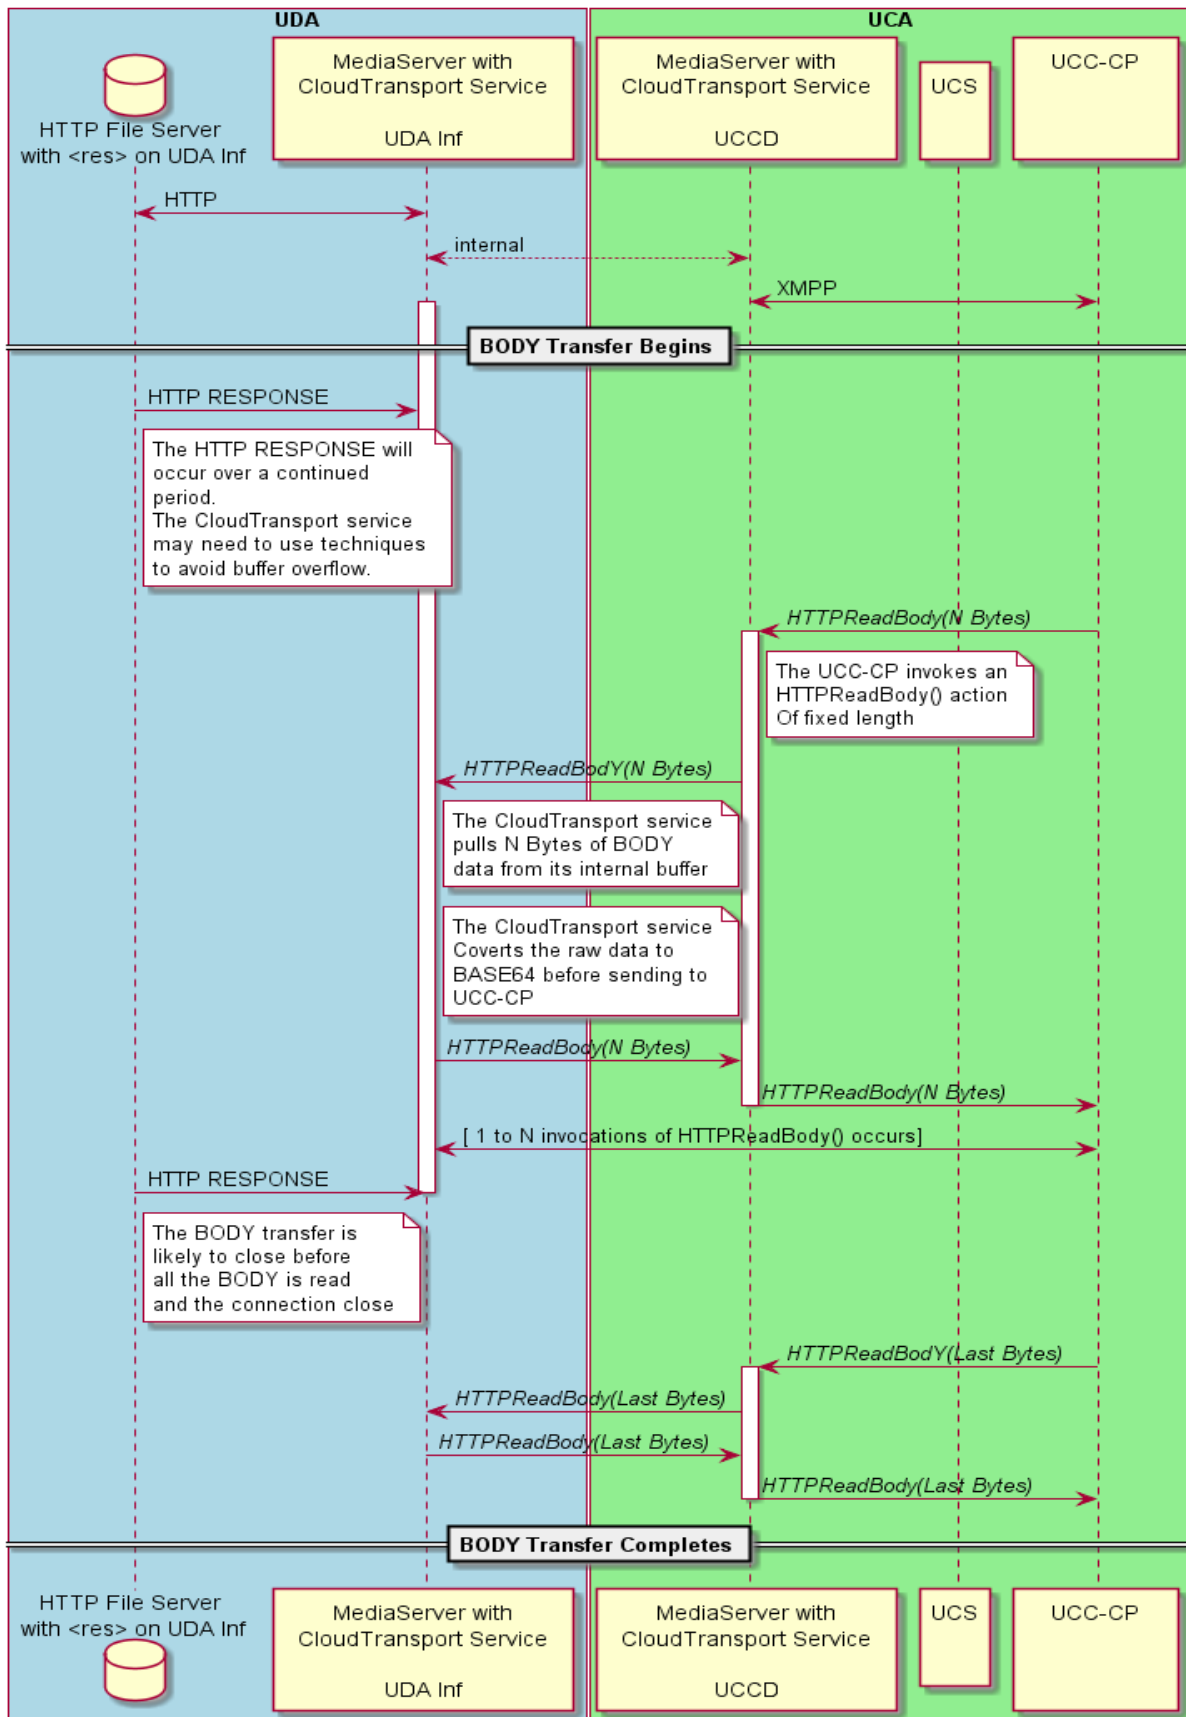 UDA
UCA
HTTP File Server
with <res> on UDA Inf
MediaServer with
CloudTransport Service
UDA Inf
MediaServer with
CloudTransport Service
UCCD
UCS
UCC-CP
HTTP
internal
XMPP
BODY Transfer Begins
HTTP RESPONSE
The HTTP RESPONSE will
occur over a continued
period.
The CloudTransport service
may need to use techniques
to avoid buffer overflow.
HTTPReadBody(N Bytes)
The UCC-CP invokes an
HTTPReadBody() action
Of fixed length
HTTPReadBodY(N Bytes)
The CloudTransport service
pulls N Bytes of BODY
data from its internal buffer
The CloudTransport service
Coverts the raw data to
BASE64 before sending to
UCC-CP
HTTPReadBody(N Bytes)
HTTPReadBody(N Bytes)
[ 1 to N invocations of HTTPReadBody() occurs]
HTTP RESPONSE
The BODY transfer is
likely to close before
all the BODY is read
and the connection close
HTTPReadBodY(Last Bytes)
HTTPReadBody(Last Bytes)
HTTPReadBody(Last Bytes)
HTTPReadBody(Last Bytes)
BODY Transfer Completes
HTTP File Server
with <res> on UDA Inf
MediaServer with
CloudTransport Service
UDA Inf
MediaServer with
CloudTransport Service
UCCD
UCS
UCC-CP